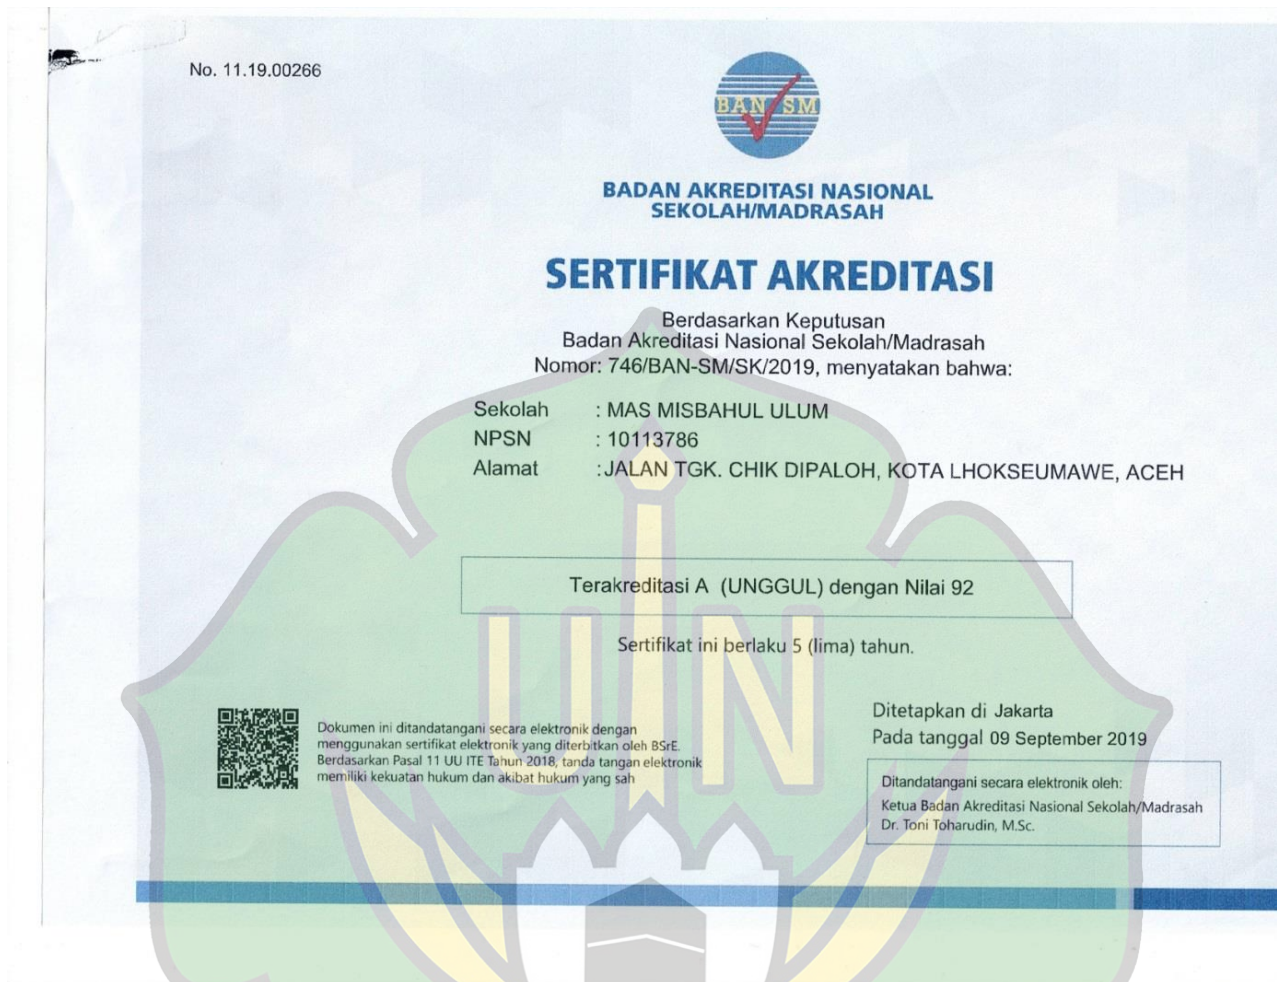 No. 11.19.00266
BAN SM
BADAN AKREDITASI NASIONAL
SEKOLAH/MADRASAH
SERTIFIKAT AKREDITASI
Berdasarkan Keputusan
Badan Akreditasi Nasional Sekolah/Madrasah
Nomor: 746/BAN-SM/SK/2019, menyatakan bahwa:
Sekolah : MAS MISBAHUL ULUM
NPSN : 10113786
Alamat : JALAN TGK. CHIK DIPALOH, KOTA LHOKSEUMAWE, ACEH
Terakreditasi A (UNGGUL) dengan Nilai 92
Sertifikat ini berlaku 5 (lima) tahun.
UIN
Dokumen ini ditandatangani secara elektronik dengan
menggunakan sertifikat elektronik yang diterbitkan oleh BSrE.
Berdasarkan Pasal 11 UU ITE Tahun 2018, tanda tangan elektronik
memiliki kekuatan hukum dan akibat hukum yang sah
Ditetapkan di Jakarta
Pada tanggal 09 September 2019
Ditandatangani secara elektronik oleh:
Ketua Badan Akreditasi Nasional Sekolah/Madrasah
Dr. Toni Toharudin, M.Sc.